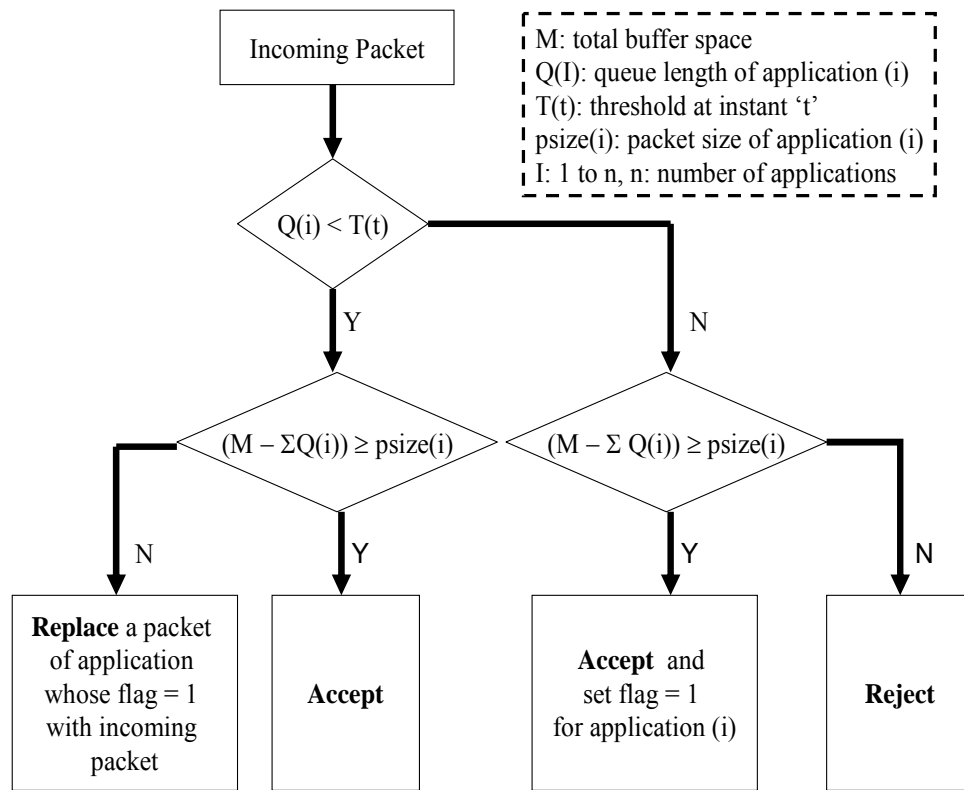 Incoming Packet
M: total buffer space
Q(I): queue length of application (i)
T(t): threshold at instant ‘t’
psize(i): packet size of application (i)
I: 1 to n, n: number of applications
Q(i) < T(t)
Y
N
(M – ΣQ(i)) ≥ psize(i)
(M – Σ Q(i)) ≥ psize(i)
N
Y
Y
N
Replace a packet
of application
whose flag = 1
with incoming
packet
Accept
Accept and
set flag = 1
for application (i)
Reject